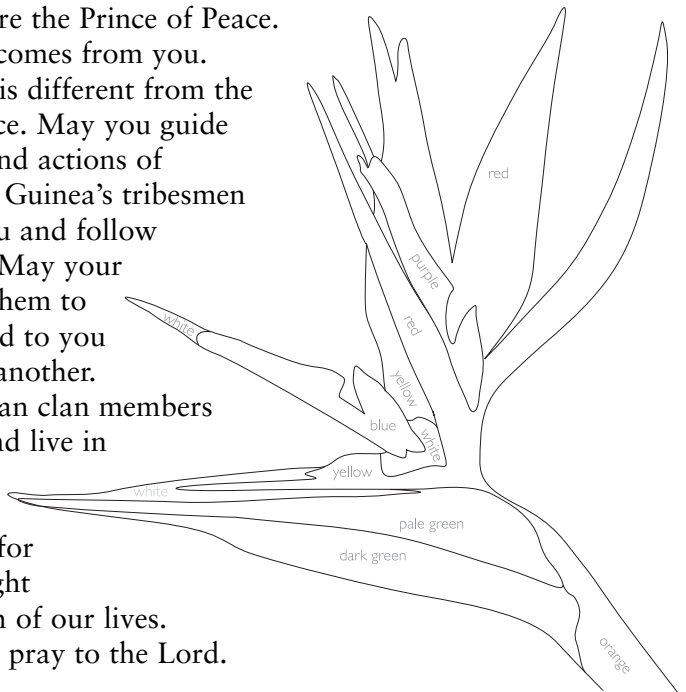 re the Prince of Peace.
comes from you.
is different from the
ce. May you guide
nd actions of
Guinea’s tribesmen
u and follow
May your
hem to
d to you
another.
an clan members
nd live in
for
ght
n of our lives.
pray to the Lord.
red
purple
red
white
yellow
blue
white
yellow
white
pale green
dark green
orange